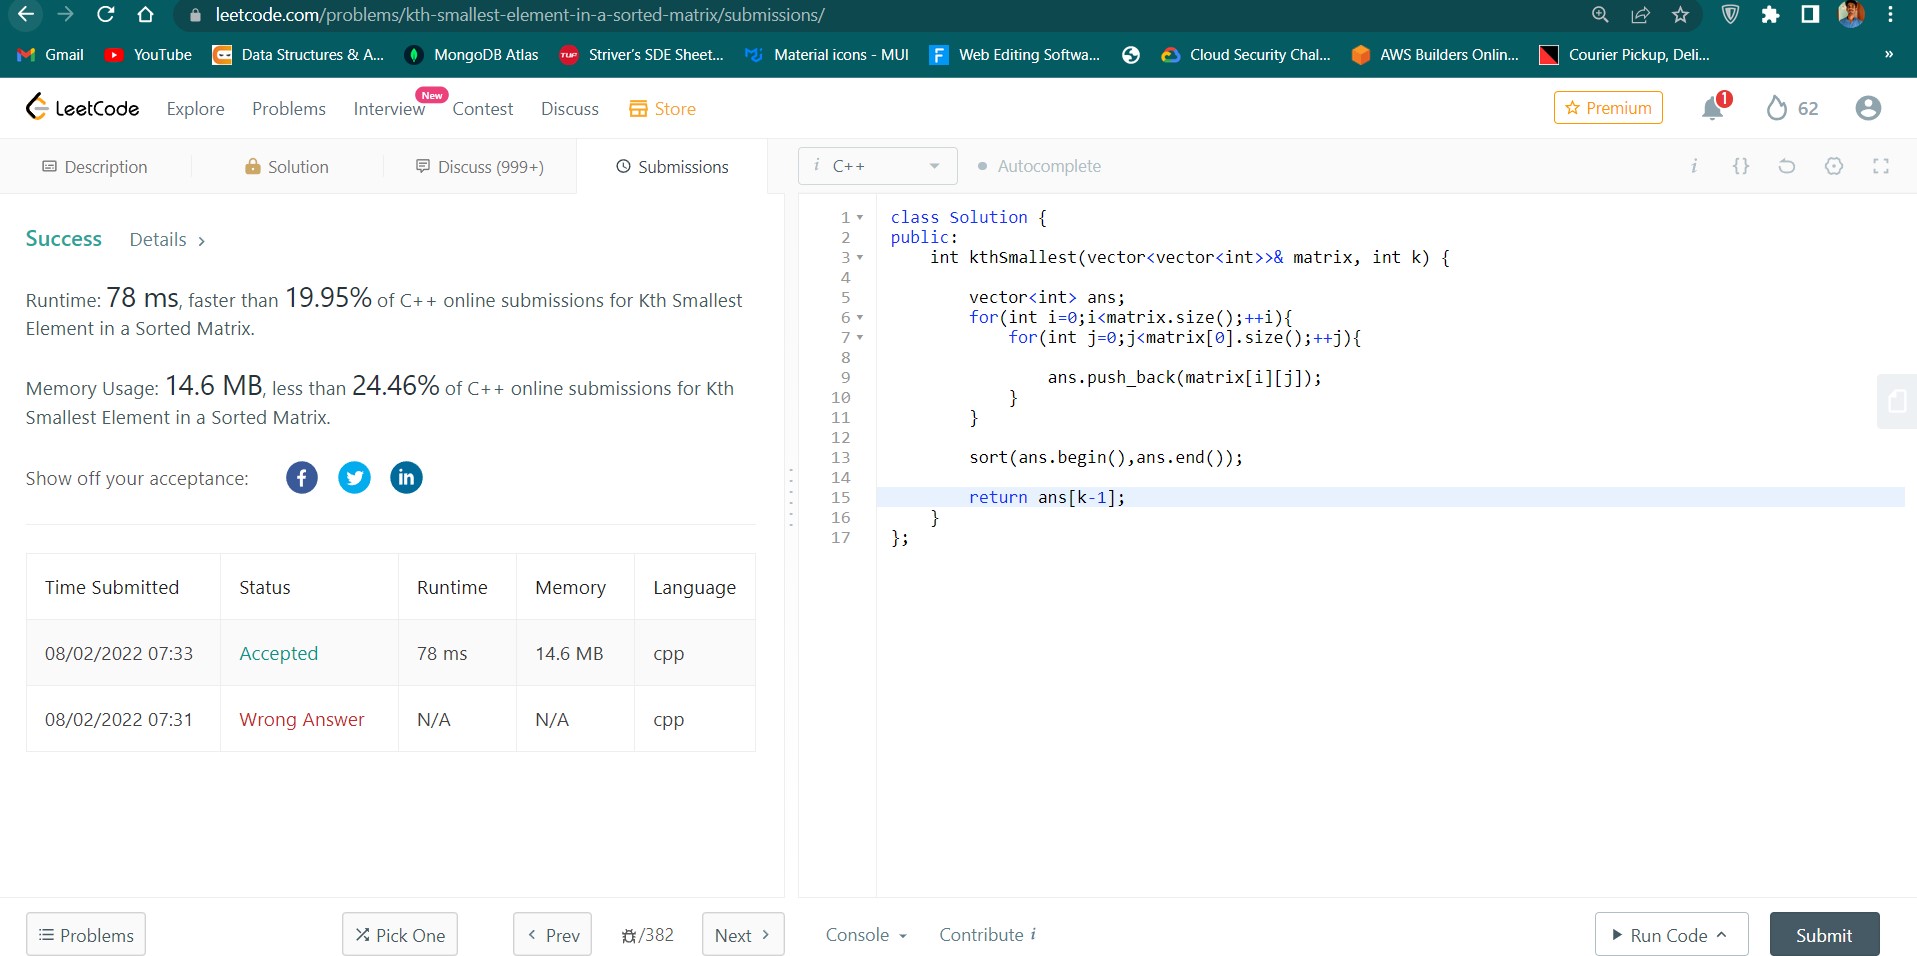 leetcode.com/problems/kth-smallest-element-in-a-sorted-matrix/submissions/
Gmail YouTube Data Structures & A... MongoDB Atlas TUF Striver's SDE Sheet... Material icons - MUI F Web Editing Softwa... Cloud Security Chal... AWS Builders Onlin... Courier Pickup, Deli... »
LeetCode Explore Problems Interview New Contest Discuss Store Premium 1 62
Description Solution Discuss (999+) Submissions
i C++ Autocomplete i {}
Success Details >
Runtime: 78 ms, faster than 19.95% of C++ online submissions for Kth Smallest
Element in a Sorted Matrix.
Memory Usage: 14.6 MB, less than 24.46% of C++ online submissions for Kth
Smallest Element in a Sorted Matrix.
Show off your acceptance: f in
Time Submitted Status Runtime Memory Language
08/02/2022 07:33 Accepted 78 ms 14.6 MB cpp
08/02/2022 07:31 Wrong Answer N/A N/A cpp
1 class Solution {
2 public:
3 int kthSmallest(vector<vector<int>>& matrix, int k) {
4
5 vector<int> ans;
6 for(int i=0;i<matrix.size();++i){
7 for(int j=0;j<matrix[0].size();++j){
8
9 ans.push_back(matrix[i][j]);
10 }
11 }
12
13 sort(ans.begin(),ans.end());
14
15 return ans[k-1];
16 }
17 };
Problems Pick One < Prev /382 Next > Console Contribute i Run Code Submit